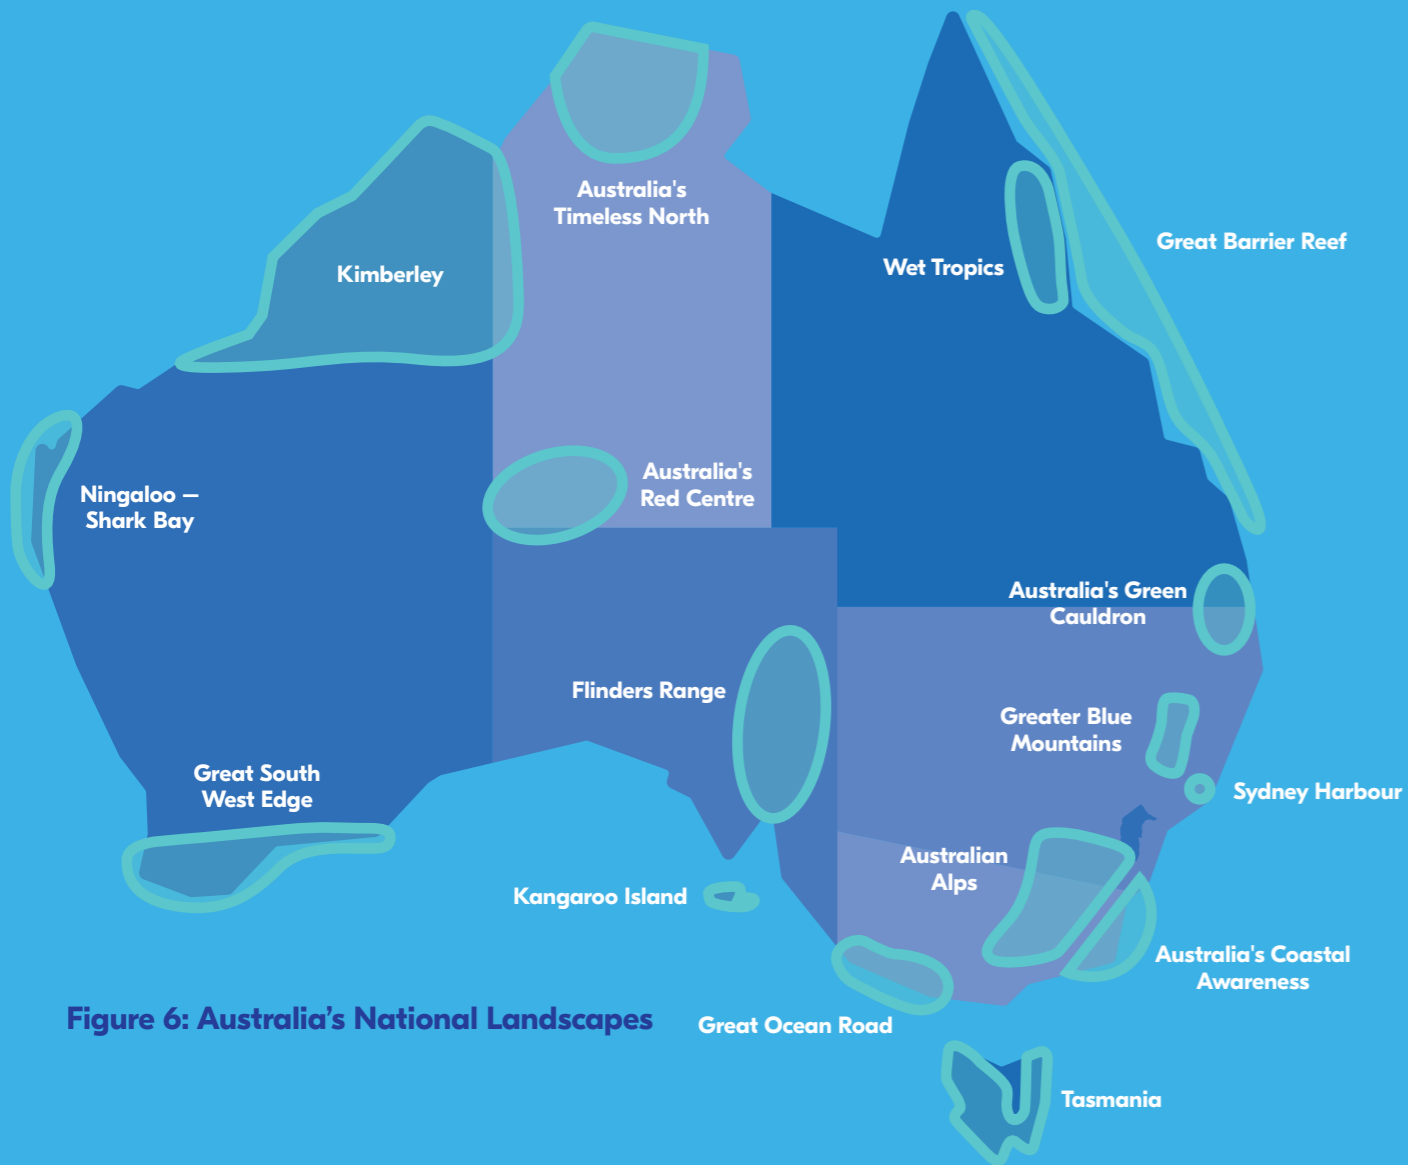 Australia's
Timeless North
Great Barrier Reef
Wet Tropics
Kimberley
Australia's
Red Centre
Ningaloo –
Shark Bay
Australia's Green
Cauldron
Flinders Range
Greater Blue
Mountains
Great South
West Edge
Sydney Harbour
Australian
Alps
Kangaroo Island
Australia's Coastal
Awareness
Figure 6: Australia’s National Landscapes
Great Ocean Road
Tasmania